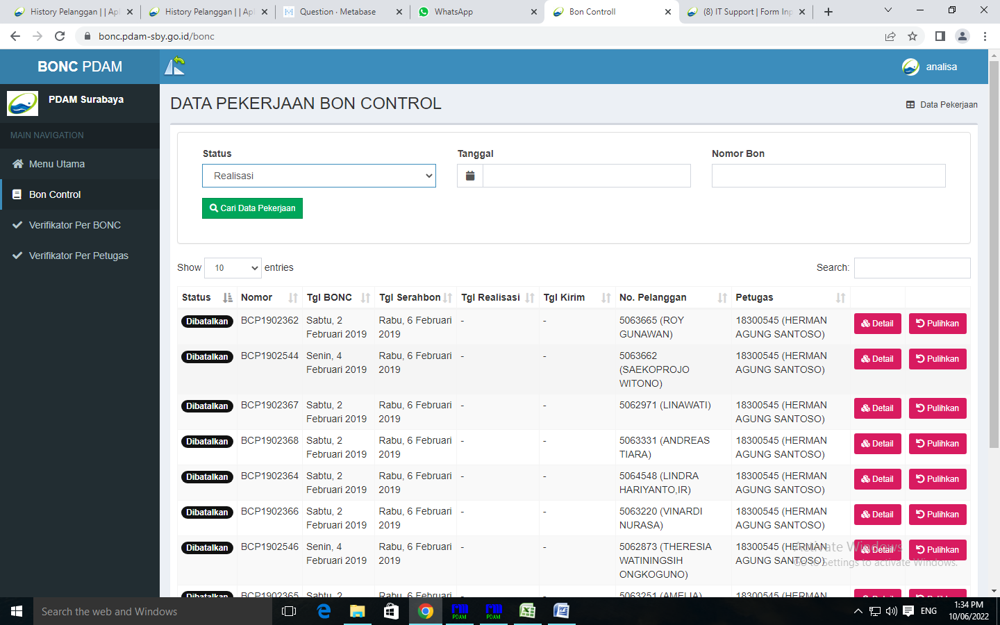 History Pelanggan | | Apl
History Pelanggan | | Apl
Question · Metabase
WhatsApp
Bon Controll
(8) IT Support | Form Inp
bonc.pdam-sby.go.id/bonc
BONC PDAM
analisa
PDAM Surabaya
MAIN NAVIGATION
Menu Utama
Bon Control
Verifikator Per BONC
Verifikator Per Petugas
DATA PEKERJAAN BON CONTROL
Data Pekerjaan
Status Tanggal Nomor Bon
Realisasi
Cari Data Pekerjaan
Show 10 entries Search:
Status Nomor Tgl BONC Tgl Serahbon Tgl Realisasi Tgl Kirim No. Pelanggan Petugas
Dibatalkan BCP1902362 Sabtu, 2 Rabu, 6 Februari - - 5063665 (ROY 18300545 (HERMAN Detail Pulihkan
Februari 2019 2019 GUNAWAN) AGUNG SANTOSO)
Dibatalkan BCP1902544 Senin, 4 Rabu, 6 Februari - - 5063662 18300545 (HERMAN Detail Pulihkan
Februari 2019 2019 (SAEKOPROJO AGUNG SANTOSO)
WITONO)
Dibatalkan BCP1902367 Sabtu, 2 Rabu, 6 Februari - - 5062971 (LINAWATI) 18300545 (HERMAN Detail Pulihkan
Februari 2019 2019 AGUNG SANTOSO)
Dibatalkan BCP1902368 Sabtu, 2 Rabu, 6 Februari - - 5063331 (ANDREAS 18300545 (HERMAN Detail Pulihkan
Februari 2019 2019 TIARA) AGUNG SANTOSO)
Dibatalkan BCP1902364 Sabtu, 2 Rabu, 6 Februari - - 5064548 (LINDRA 18300545 (HERMAN Detail Pulihkan
Februari 2019 2019 HARIYANTO,IR) AGUNG SANTOSO)
Dibatalkan BCP1902366 Sabtu, 2 Rabu, 6 Februari - - 5063220 (VINARDI 18300545 (HERMAN Detail Pulihkan
Februari 2019 2019 NURASA) AGUNG SANTOSO)
Dibatalkan BCP1902546 Senin, 4 Rabu, 6 Februari - - 5062873 (THERESIA 18300545 (HERMAN Detail Pulihkan
Februari 2019 2019 WATININGSIH AGUNG SANTOSO)
ONGKOGUNO)
Dibatalkan BCP1902365 Sabtu, 2 Rabu, 6 Februari - - 5063251 (AMELIA) 18300545 (HERMAN Detail Pulihkan
Activate Windows
Go to Settings to activate Windows.
Search the web and Windows
PDAM
PDAM
ENG
1:34 PM
10/06/2022